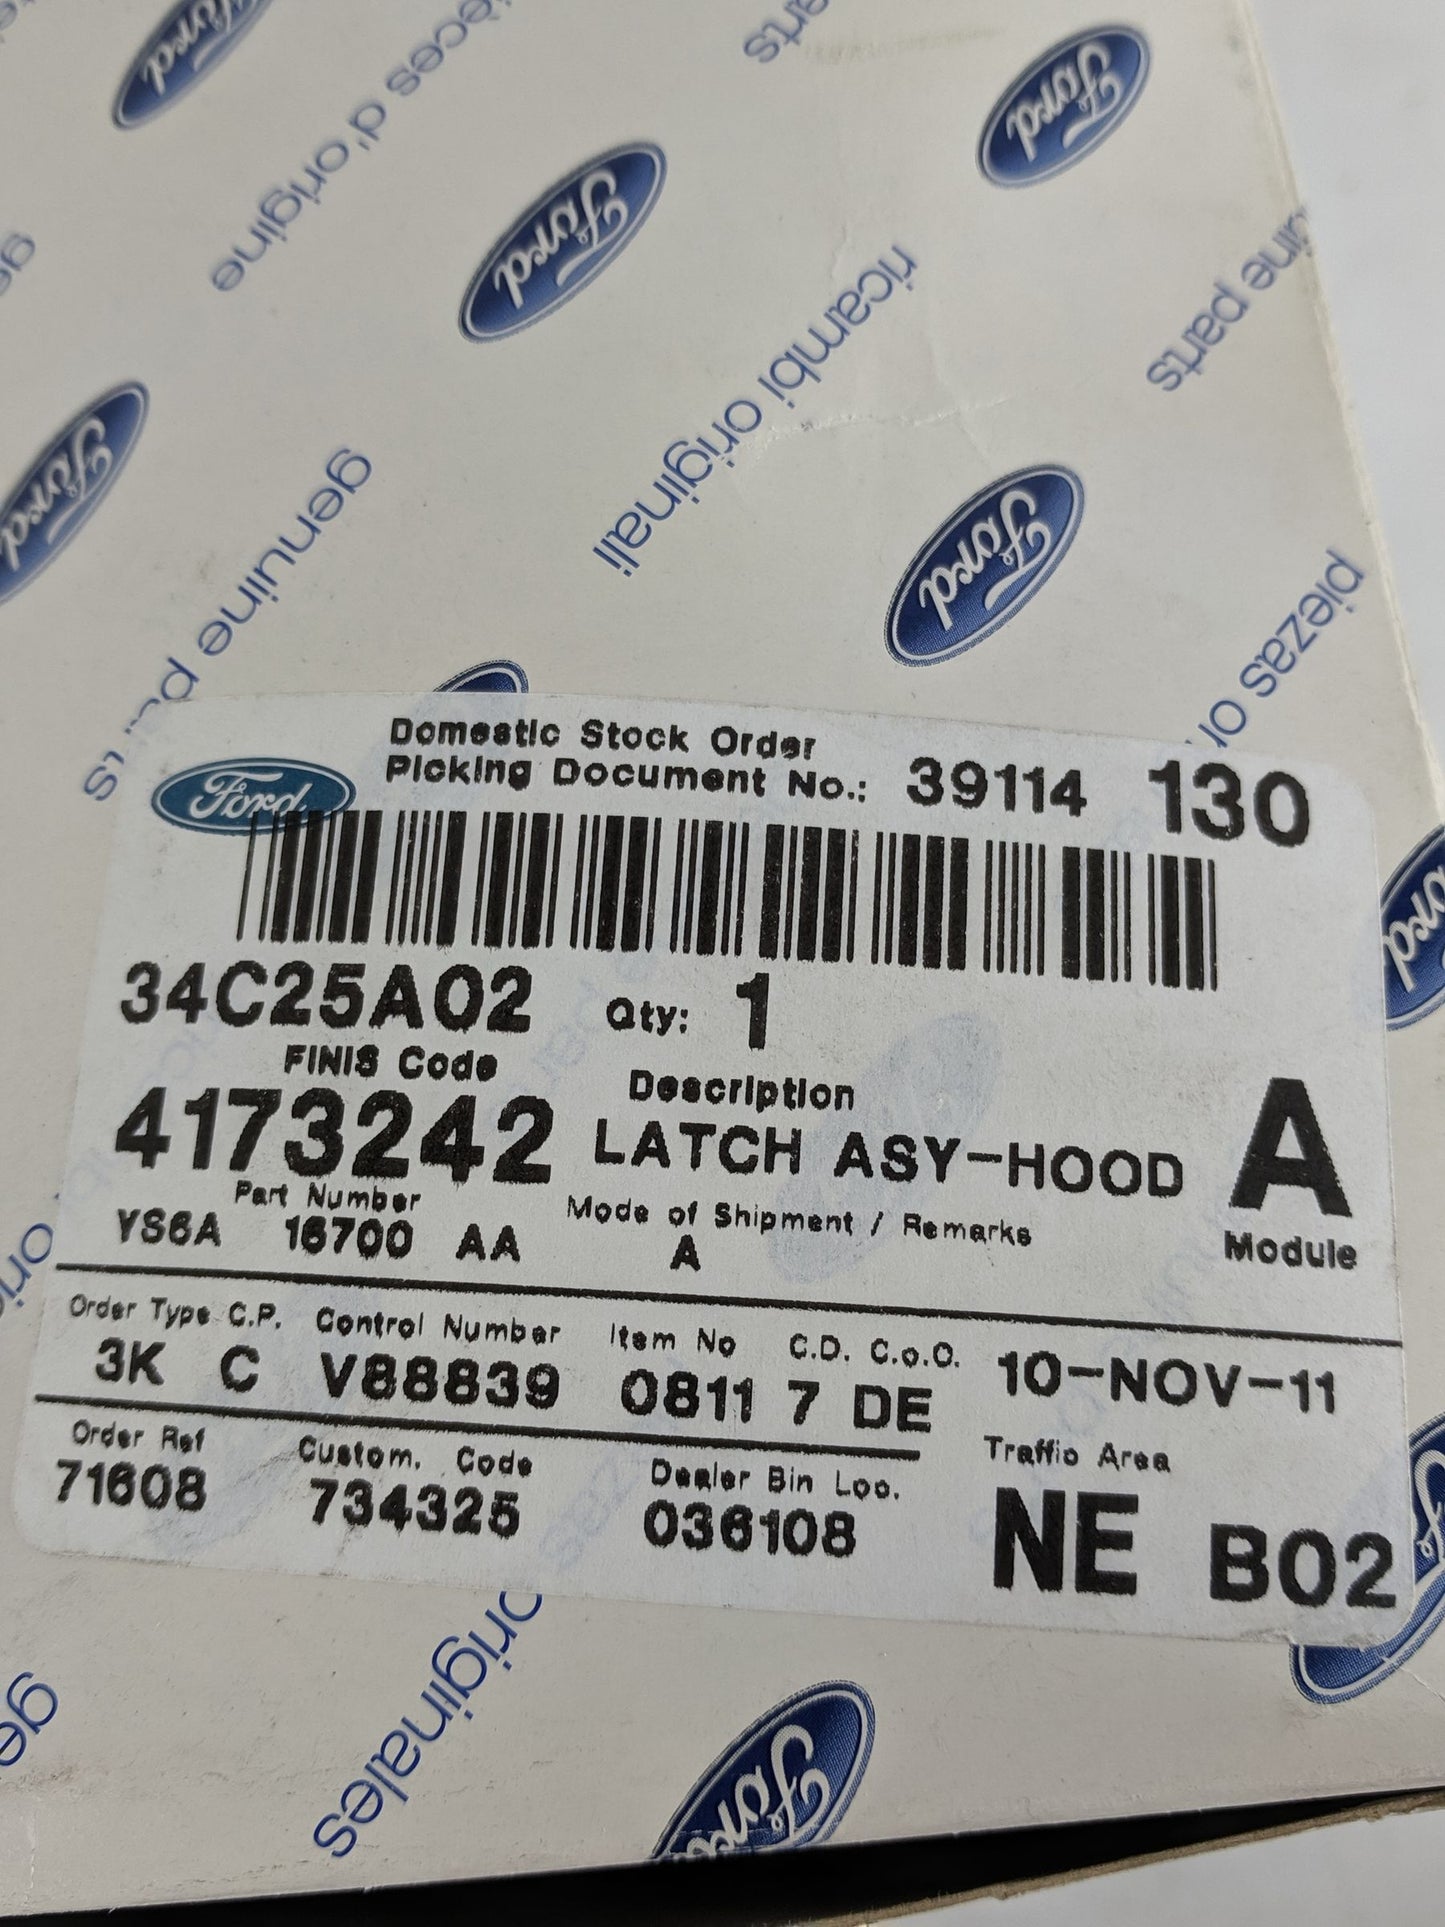 Ford
pièces d'origine
parts
Ford
Ford
ricambi originali
genuine parts
Ford
genuine
Ford
piezas
Domestic Stock Order
Ford
Picking Document No.: 39114 130
34C25A02 Qty: 1
FINIS Code Description
4173242 LATCH ASY-HOOD A
Part Number Mode of Shipment / Remarks Module
YS6A 16700 AA A
Order Type C.P. Control Number Item No C.D. C.o.O.
3K C V88839 0811 7 DE 10-NOV-11
Order Ref Custom. Code Dealer Bin Loc. Traffic Area
71608 734325 036108 NE B02
originales
Ford